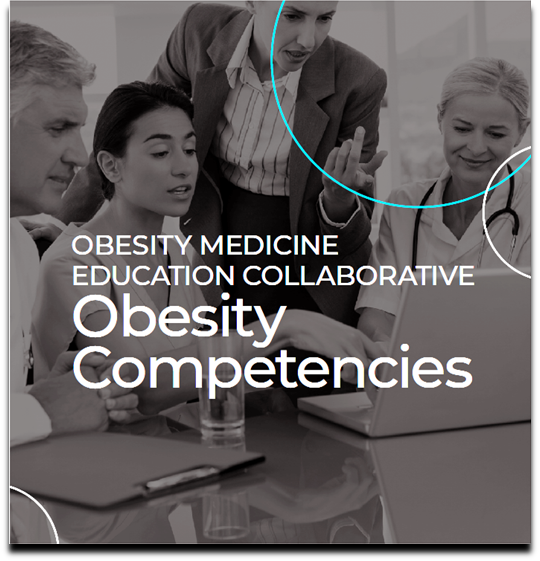 OBESITY MEDICINE
EDUCATION COLLABORATIVE
Obesity
Competencies